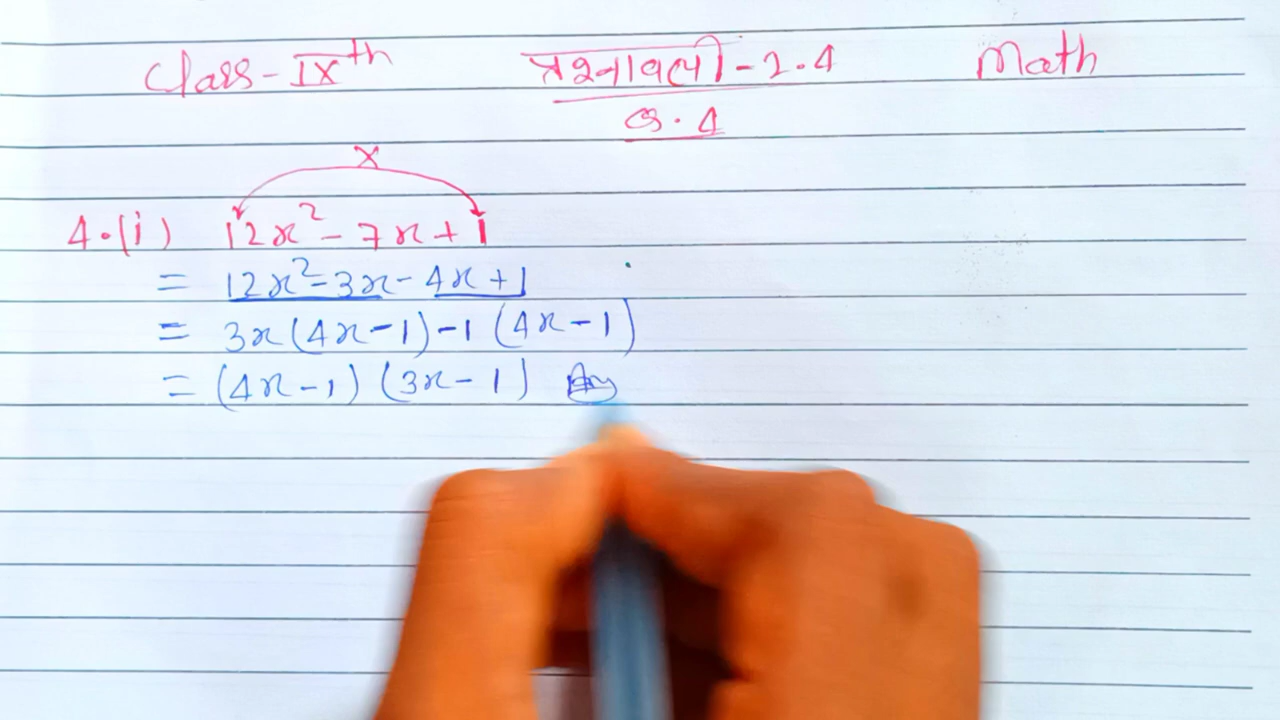 Class-IXth प्रश्नावली-2.4 Math
Q.4
x
4.(i) 12x²-7x+1
= 12x²-3x-4x+1
= 3x(4x-1)-1(4x-1)
= (4x-1)(3x-1)